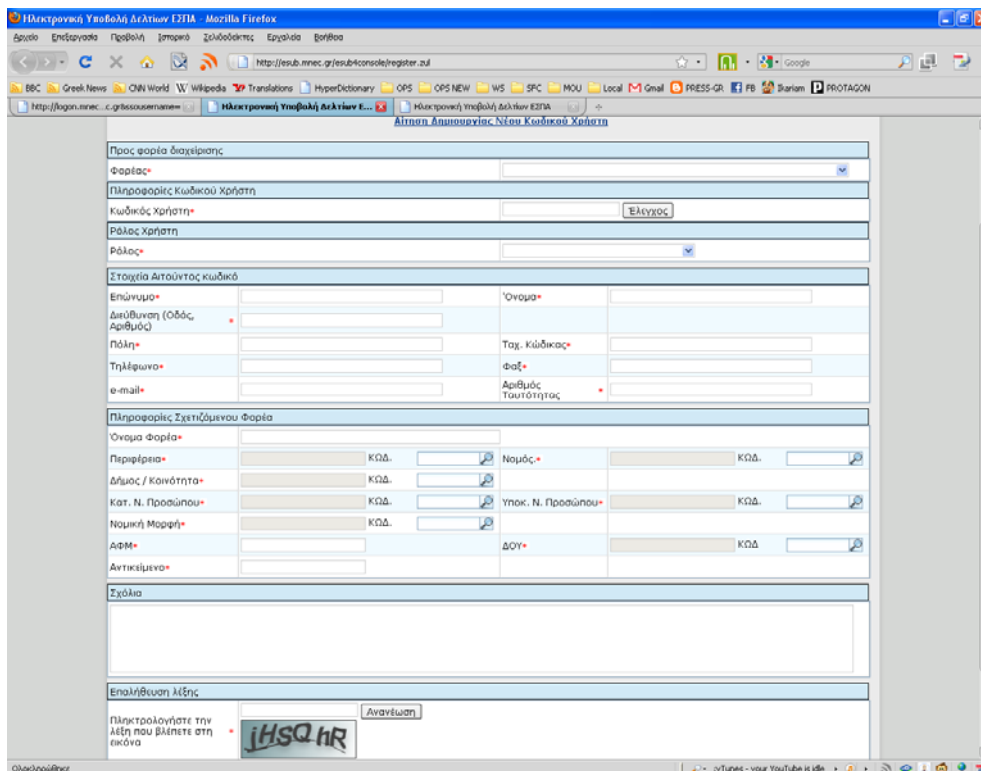 Ηλεκτρονική Υποβολή Δελτίων ΕΣΠΑ - Mozilla Firefox
Αρχείο Επεξεργασία Προβολή Ιστορικό Σελιδοδείκτες Εργαλεία Βοήθεια
http://esub.mnec.gr/esub4console/register.zul
Google
BBC Greek News CNN World Wikipedia Translations HyperDictionary OPS OPS NEW WS SFC MOU Local Gmail PRESS-GR FB Ikariam PROTAGON
http://logon.mnec...c.gr&ssousername= Ηλεκτρονική Υποβολή Δελτίων Ε... Ηλεκτρονική Υποβολή Δελτίων ΕΣΠΑ
Αίτηση Δημιουργίας Νέου Κωδικού Χρήστη
Προς φορέα διαχείρισης
Φορέας*
Πληροφορίες Κωδικού Χρήστη
Κωδικός Χρήστη* Έλεγχος
Ρόλος Χρήστη
Ρόλος*
Στοιχεία Αιτούντος κωδικό
Επώνυμο* Όνομα*
Διεύθυνση (Οδός,
Αριθμός) *
Πόλη* Ταχ. Κώδικας*
Τηλέφωνο* Φαξ*
e-mail* Αριθμός
Ταυτότητας *
Πληροφορίες Σχετιζόμενου Φορέα
Όνομα Φορέα*
Περιφέρεια* ΚΩΔ. Νομός.* ΚΩΔ.
Δήμος / Κοινότητα* ΚΩΔ.
Κατ. Ν. Προσώπου* ΚΩΔ. Υποκ. Ν. Προσώπου* ΚΩΔ.
Νομική Μορφή* ΚΩΔ.
ΑΦΜ* ΔΟΥ* ΚΩΔ
Αντικείμενο*
Σχόλια
Επαλήθευση λέξης
Ανανέωση
Πληκτρολογήστε την
λέξη που βλέπετε στη
εικόνα *
jHSQhR
Ολοκληρώθηκε
- your YouTube is idle